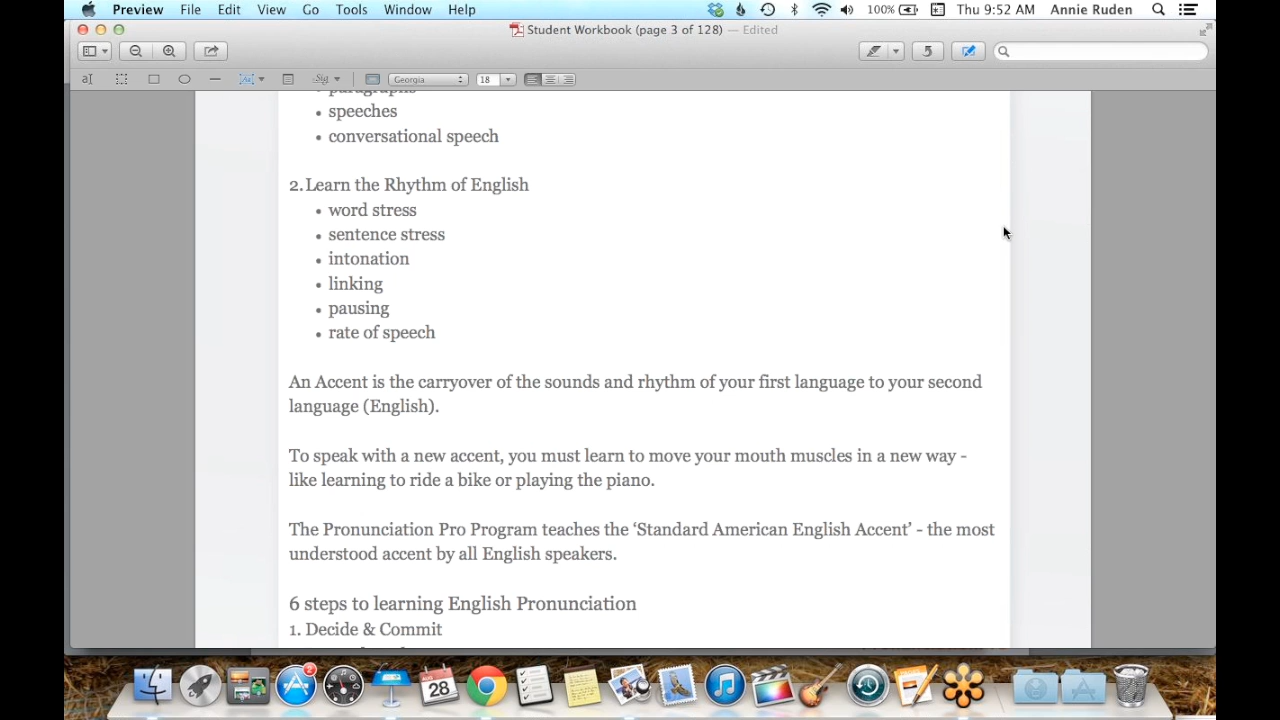 Preview File Edit View Go Tools Window Help 100% Thu 9:52 AM Annie Ruden
Student Workbook (page 3 of 128) — Edited
Georgia 18
paragraphs
• speeches
• conversational speech
2. Learn the Rhythm of English
• word stress
• sentence stress
• intonation
• linking
• pausing
• rate of speech
An Accent is the carryover of the sounds and rhythm of your first language to your second
language (English).
To speak with a new accent, you must learn to move your mouth muscles in a new way -
like learning to ride a bike or playing the piano.
The Pronunciation Pro Program teaches the ‘Standard American English Accent’ - the most
understood accent by all English speakers.
6 steps to learning English Pronunciation
1. Decide & Commit
2
AUG
28